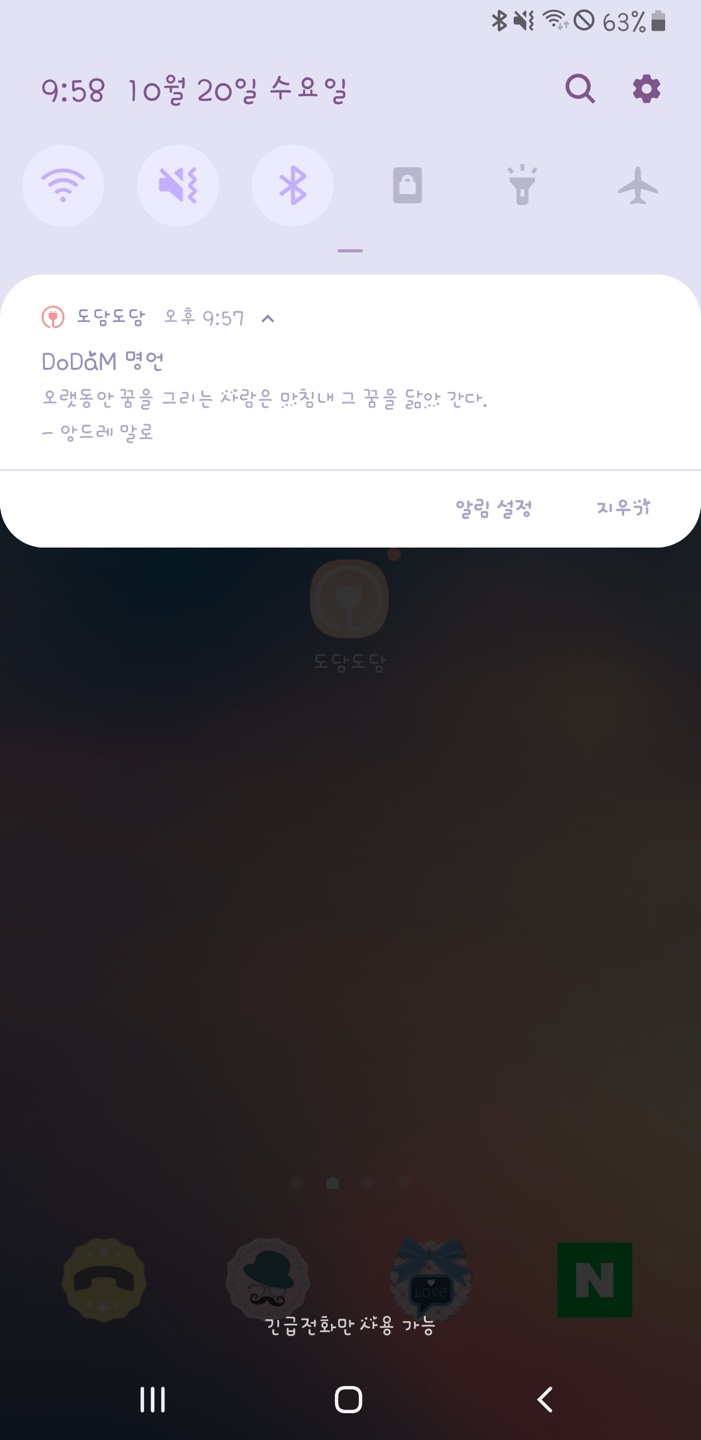 63%
9:58 10월 20일 수요일
도담도담 오후 9:57
DoDaM 명언
오랫동안 꿈을 그리는 사람은 마침내 그 꿈을 닮아 간다.
– 앙드레 말로
알림 설정 지우기
도담도담
LOVE
N
긴급전화만 사용 가능